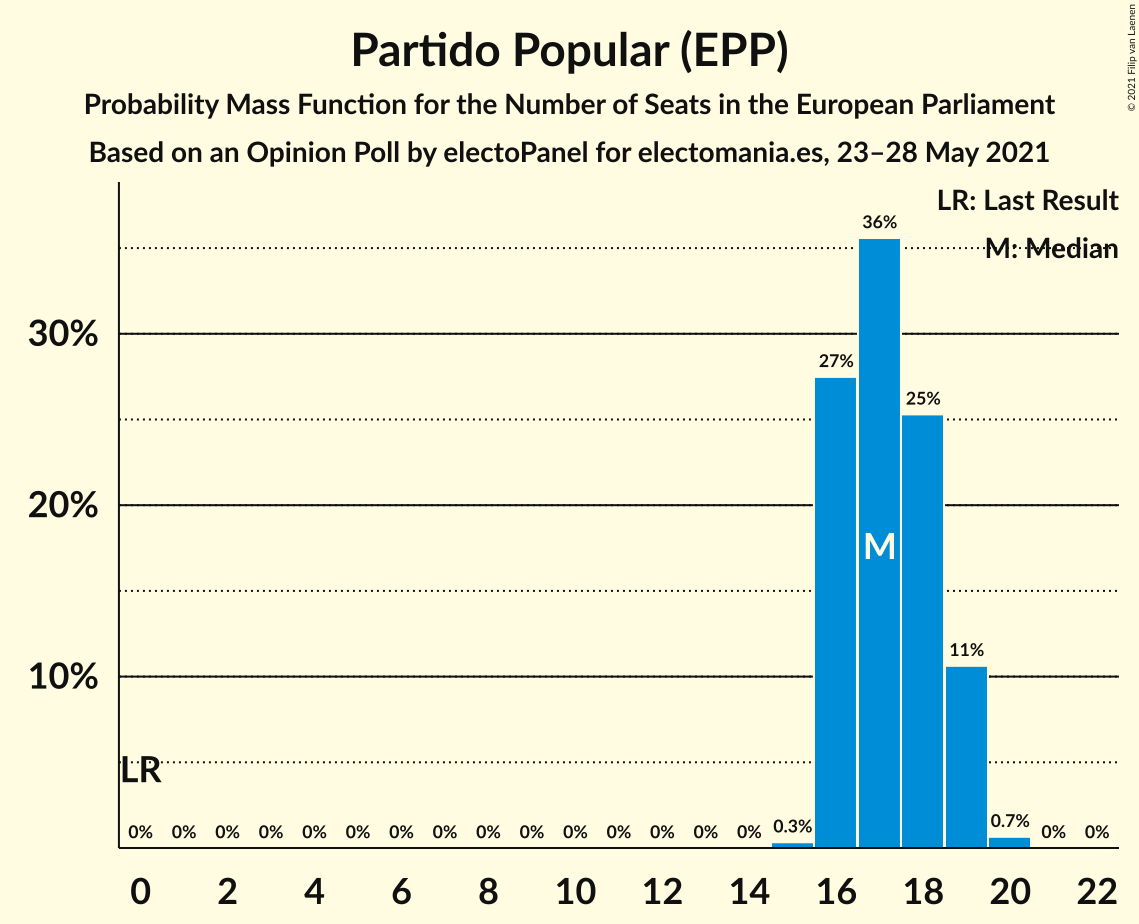 Partido Popular (EPP)
Probability Mass Function for the Number of Seats in the European Parliament
Based on an Opinion Poll by electoPanel for electomania.es, 23–28 May 2021
© 2021 Filip van Laenen
LR: Last Result
M: Median
30%
20%
10%
36%
27%
25%
M
11%
LR
0% 0% 0% 0% 0% 0% 0% 0% 0% 0% 0% 0% 0% 0% 0% 0.3% 0.7% 0% 0%
0 2 4 6 8 10 12 14 16 18 20 22